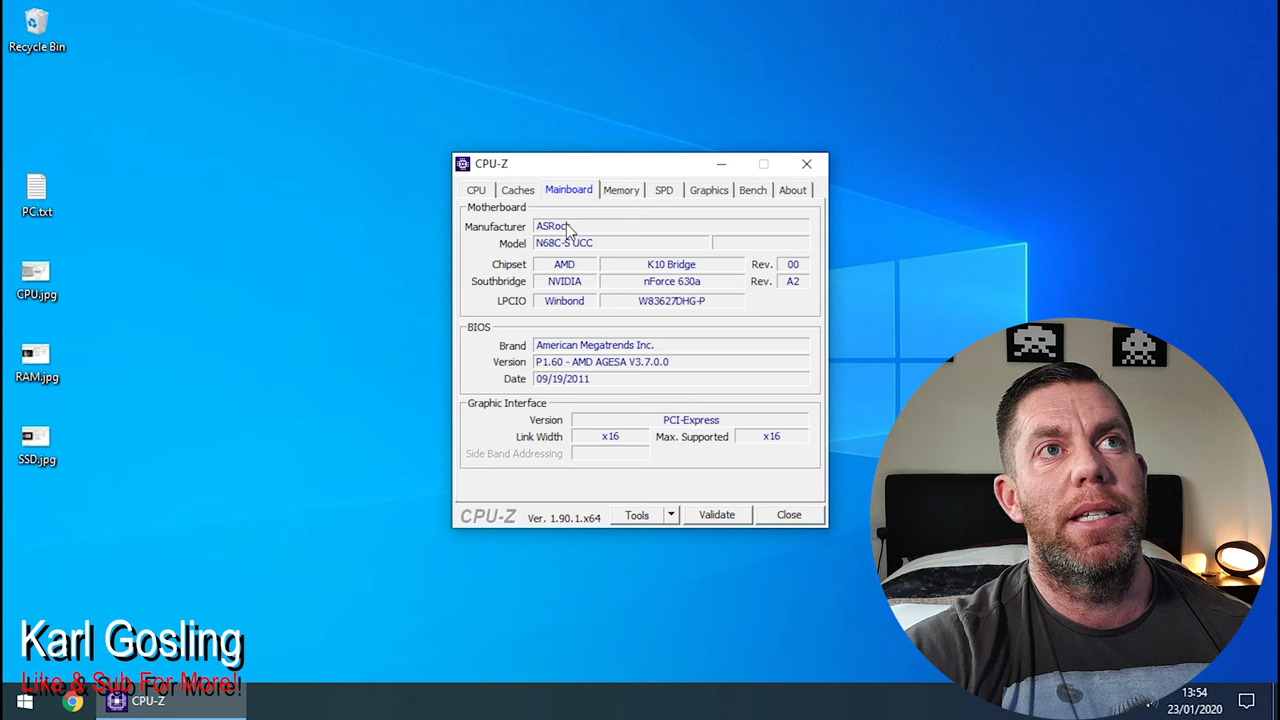 Recycle Bin
PC.txt
CPU.jpg
RAM.jpg
SSD.jpg
CPU-Z
CPU Caches Mainboard Memory SPD Graphics Bench About
Motherboard
Manufacturer ASRock
Model N68C-S UCC
Chipset AMD K10 Bridge Rev. 00
Southbridge NVIDIA nForce 630a Rev. A2
LPCIO Winbond W83627DHG-P
BIOS
Brand American Megatrends Inc.
Version P1.60 - AMD AGESA V3.7.0.0
Date 09/19/2011
Graphic Interface
Version PCI-Express
Link Width x16 Max. Supported x16
Side Band Addressing
CPU-Z Ver. 1.90.1.x64 Tools Validate Close
Karl Gosling
Like & Sub For More!
CPU-Z
13:54
23/01/2020